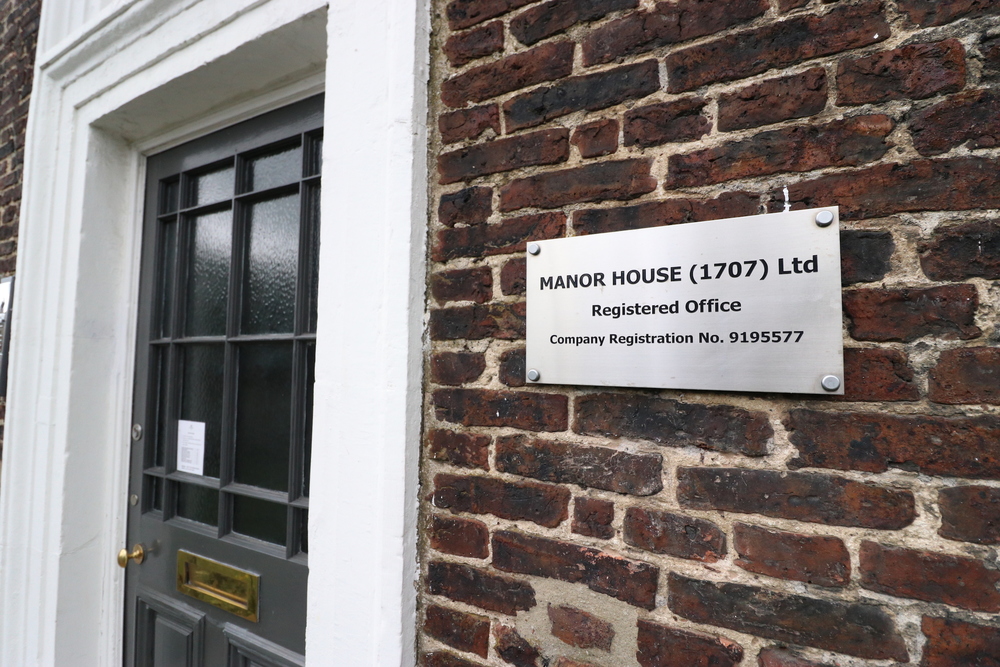 MANOR HOUSE (1707) Ltd
Registered Office
Company Registration No. 9195577